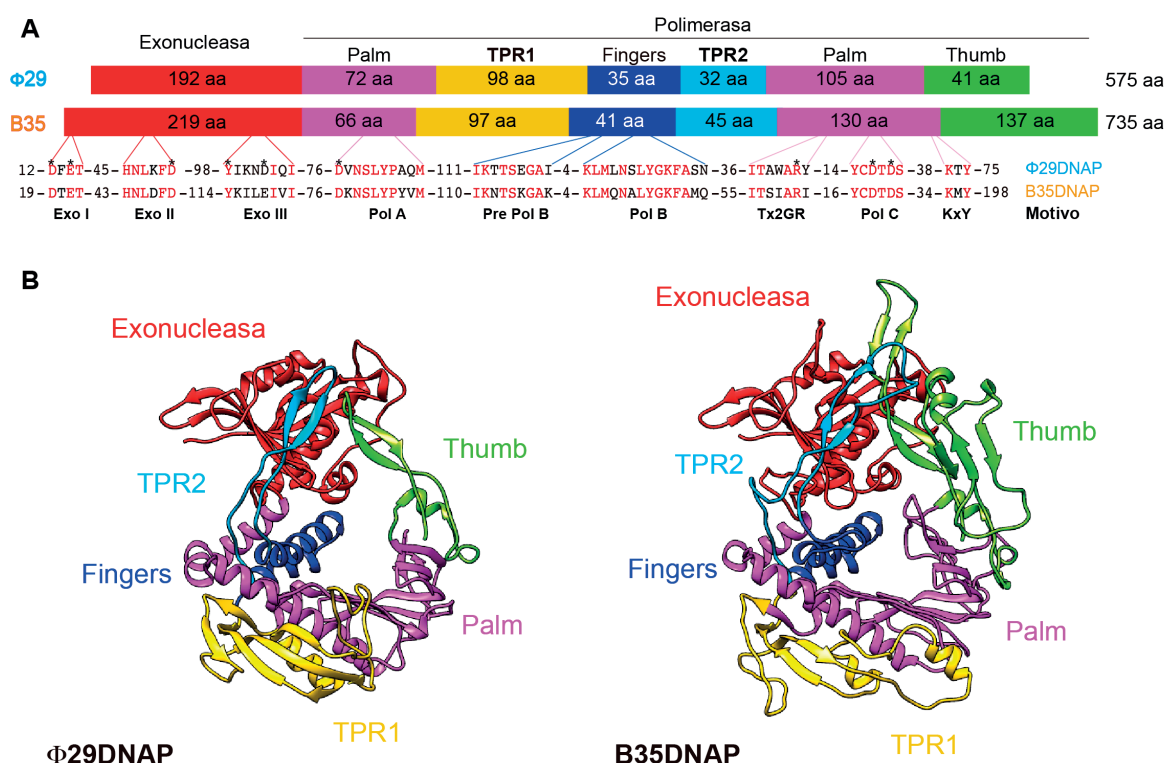 A
Polimerasa
Exonucleasa
Palm TPR1 Fingers TPR2 Palm Thumb
Φ29 192 aa 72 aa 98 aa 35 aa 32 aa 105 aa 41 aa 575 aa
B35 219 aa 66 aa 97 aa 41 aa 45 aa 130 aa 137 aa 735 aa
* * * * * * * * *
12-DFET-45-HNLKFD -98-YIKNDIQI-76-DVNSLYPAQM-111-IKTTSEGAI-4-KLMLNSLYGKFASN-36-ITAWARY-14-YCDTDS-38-KTY-75 Φ29DNAP
19-DTET-43-HNLDFD-114-YKILEIVI-76-DKTSLYPYVM-110-IKNTSKGAK-4-KLMQNALYGKFAMQ-55-ITSIARI-16-YCDTDS-34-KMY-198 B35DNAP
Exo I Exo II Exo III Pol A Pre Pol B Pol B Tx2GR Pol C KxY Motivo
B
Exonucleasa
TPR2
Thumb
Fingers
Palm
TPR1
Φ29DNAP
Exonucleasa
Thumb
TPR2
Fingers
Palm
TPR1
B35DNAP